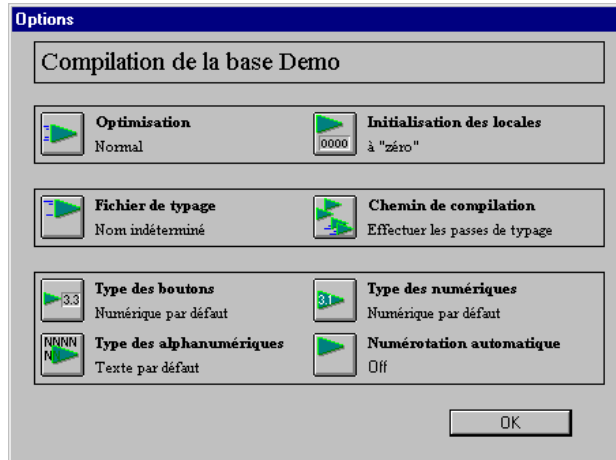 Options
Compilation de la base Demo
Optimisation
Normal
Initialisation des locales
0000
à "zéro"
Fichier de typage
Nom indéterminé
Chemin de compilation
Effectuer les passes de typage
Type des boutons
3.3
Numérique par défaut
Type des numériques
3.1
Numérique par défaut
NNNN
N
Type des alphanumériques
Texte par défaut
Numérotation automatique
Off
OK